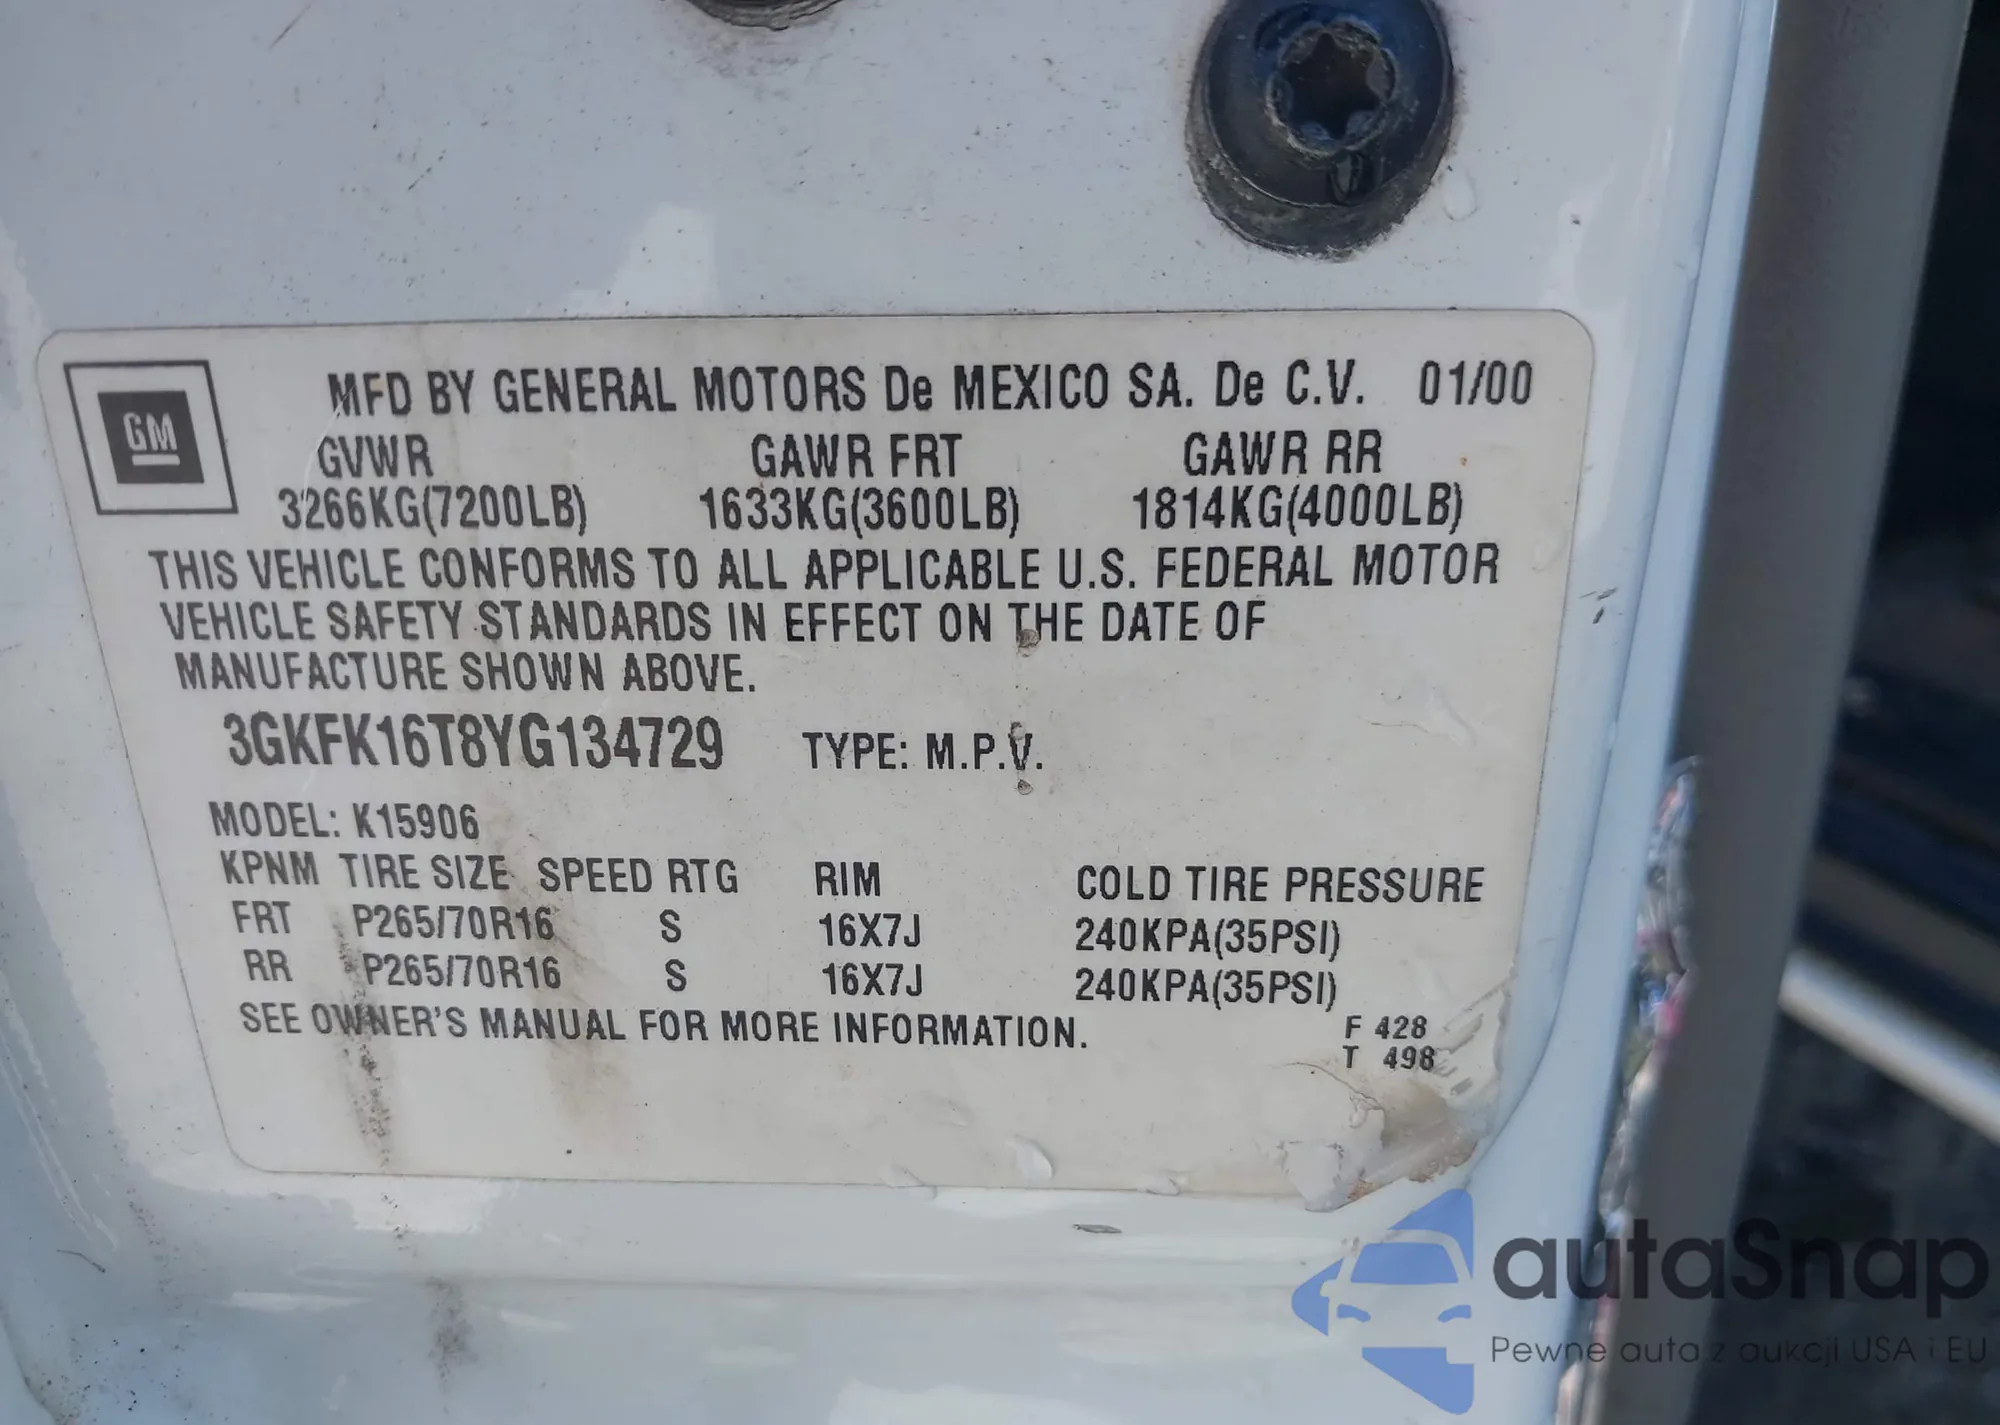 GM
MFD BY GENERAL MOTORS De MEXICO SA. De C.V. 01/00
GVWR GAWR FRT GAWR RR
3266KG(7200LB) 1633KG(3600LB) 1814KG(4000LB)
THIS VEHICLE CONFORMS TO ALL APPLICABLE U.S. FEDERAL MOTOR
VEHICLE SAFETY STANDARDS IN EFFECT ON THE DATE OF
MANUFACTURE SHOWN ABOVE.
3GKFK16T8YG134729 TYPE: M.P.V.
MODEL: K15906
KPNM TIRE SIZE SPEED RTG RIM COLD TIRE PRESSURE
FRT P265/70R16 S 16X7J 240KPA(35PSI)
RR P265/70R16 S 16X7J 240KPA(35PSI)
SEE OWNER'S MANUAL FOR MORE INFORMATION.
F 428
T 498
autaSnap
Pewne auta z aukcji USA i EU